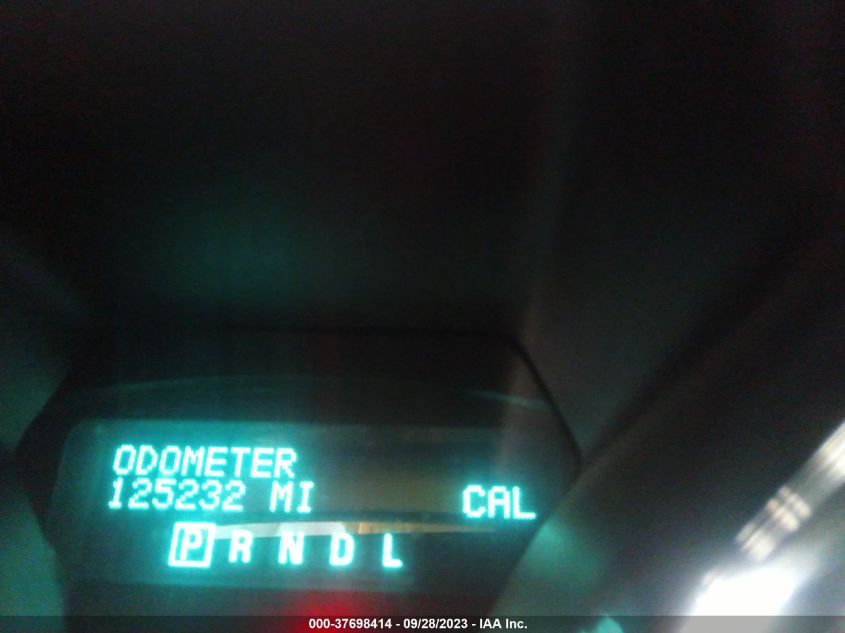 ODOMETER
125232 MI CAL
P R N D L
000-37698414 - 09/28/2023 - IAA Inc.